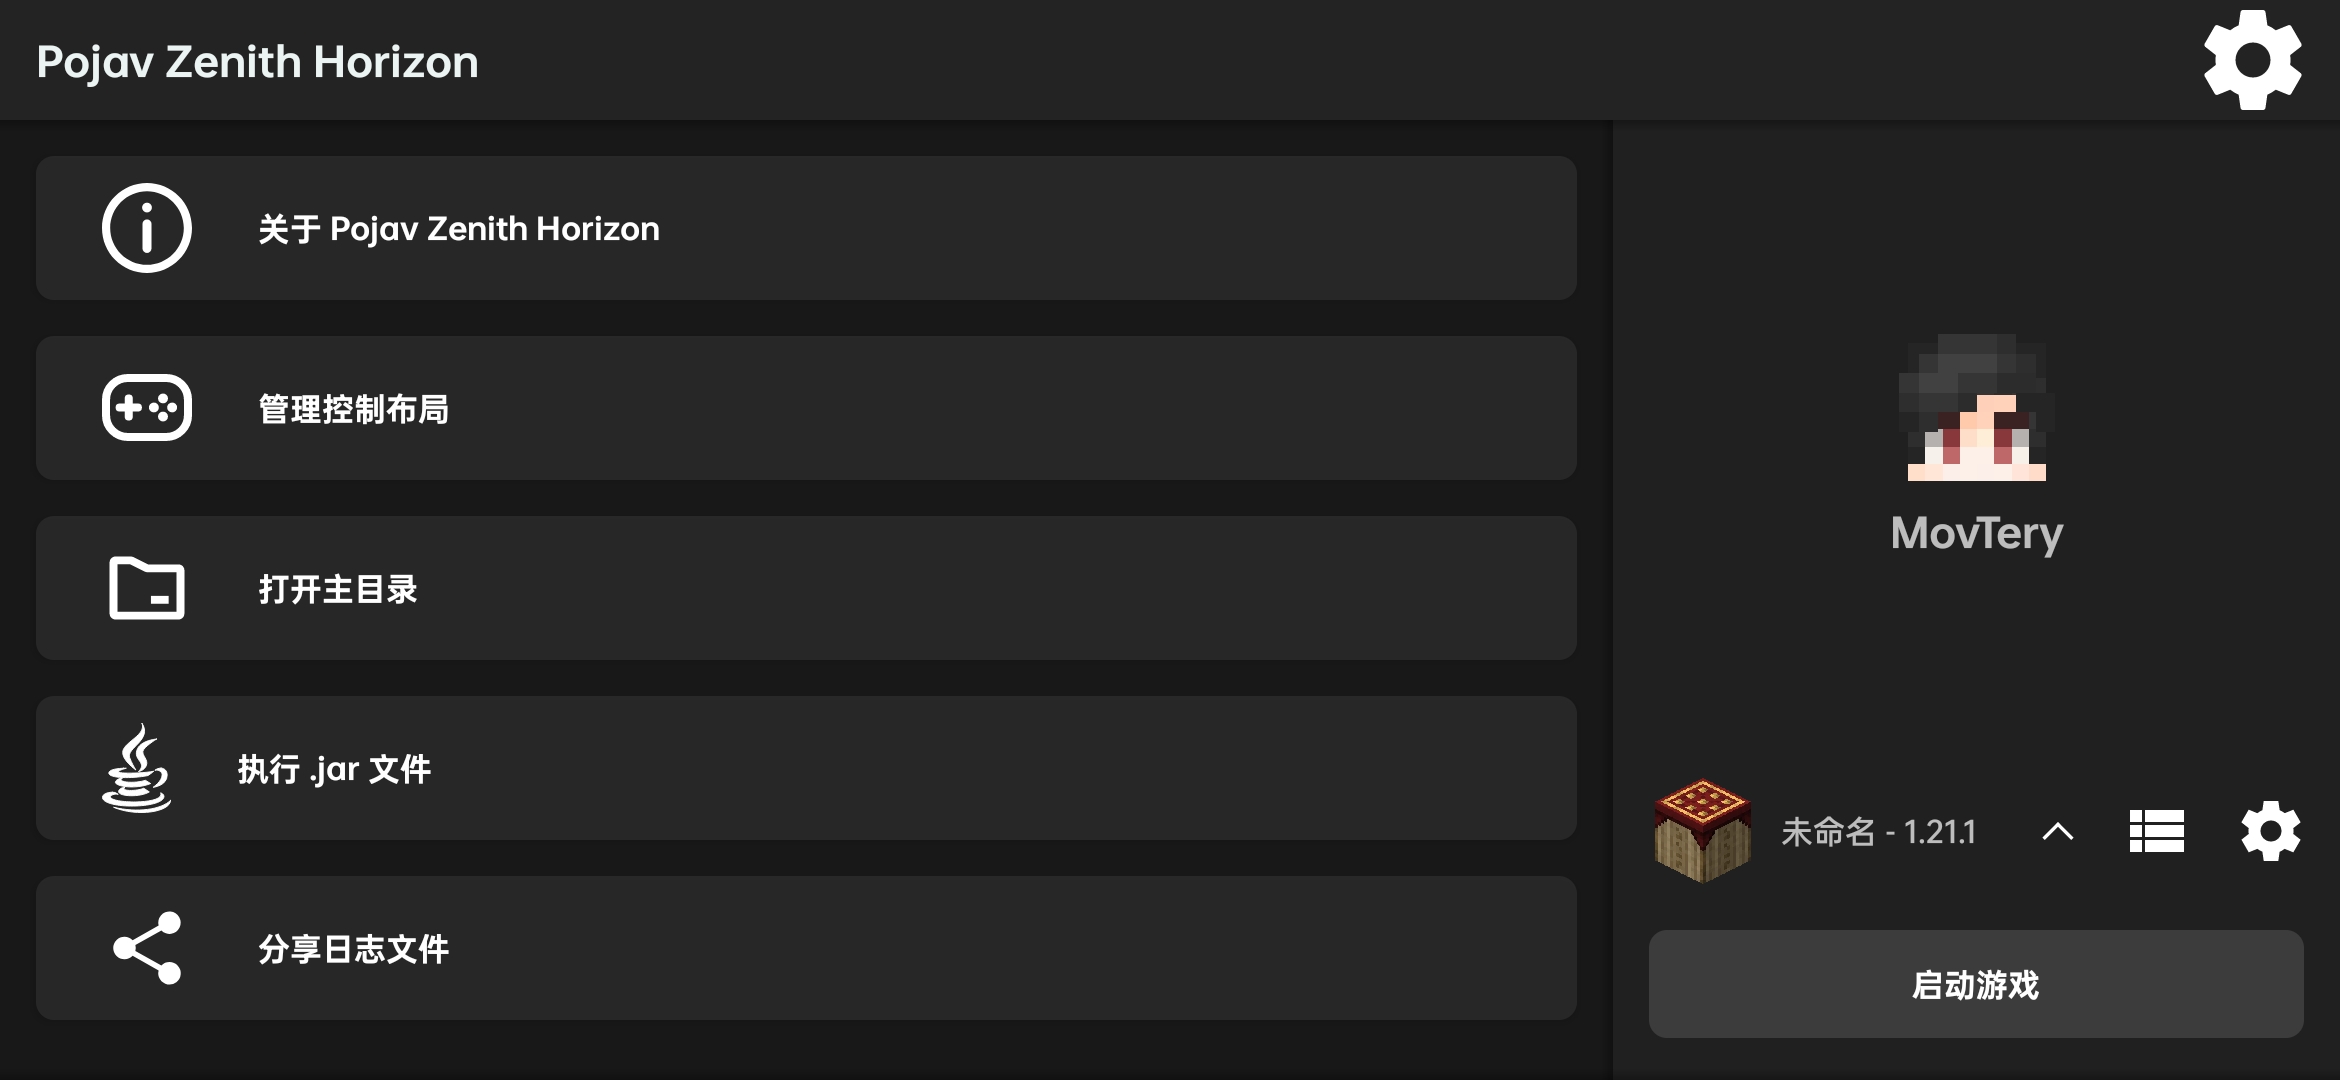 Pojav Zenith Horizon
关于 Pojav Zenith Horizon
管理控制布局
打开主目录
执行 .jar 文件
分享日志文件
MovTery
未命名 - 1.21.1
启动游戏